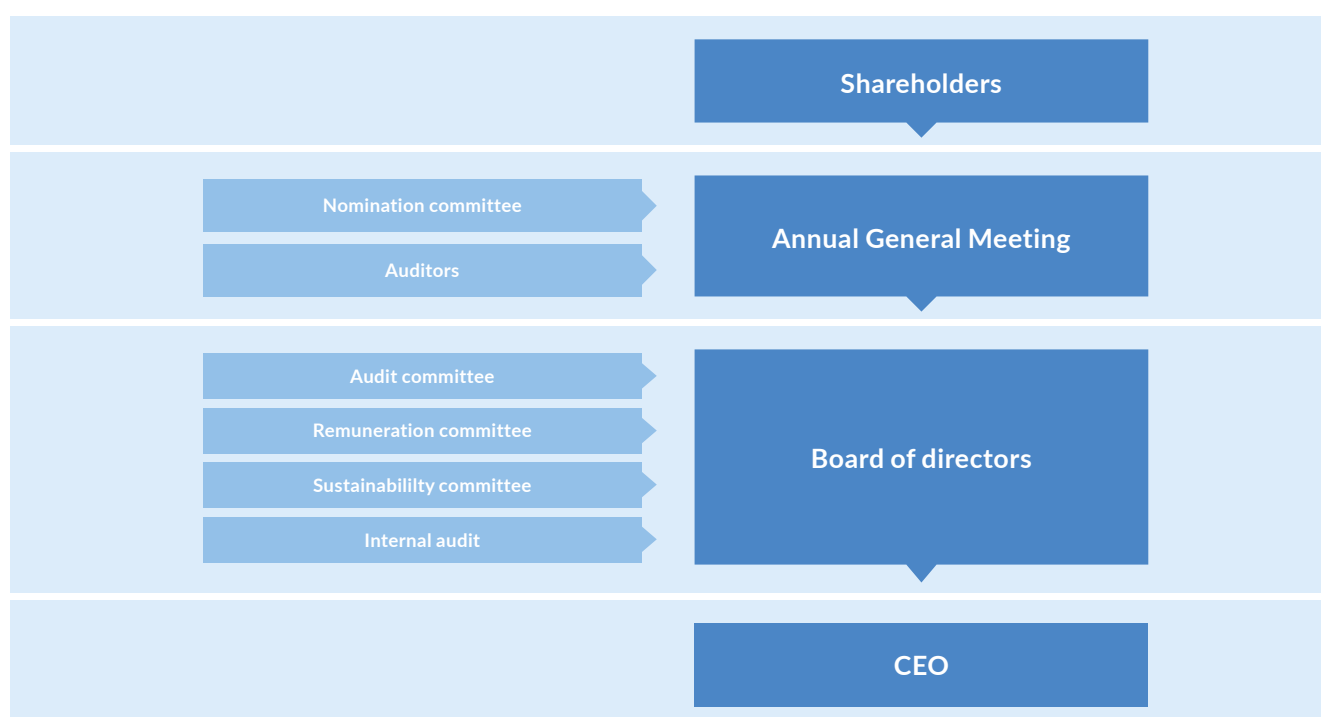 Shareholders
Nomination committee
Auditors
Annual General Meeting
Audit committee
Remuneration committee
Sustainabililty committee
Internal audit
Board of directors
CEO